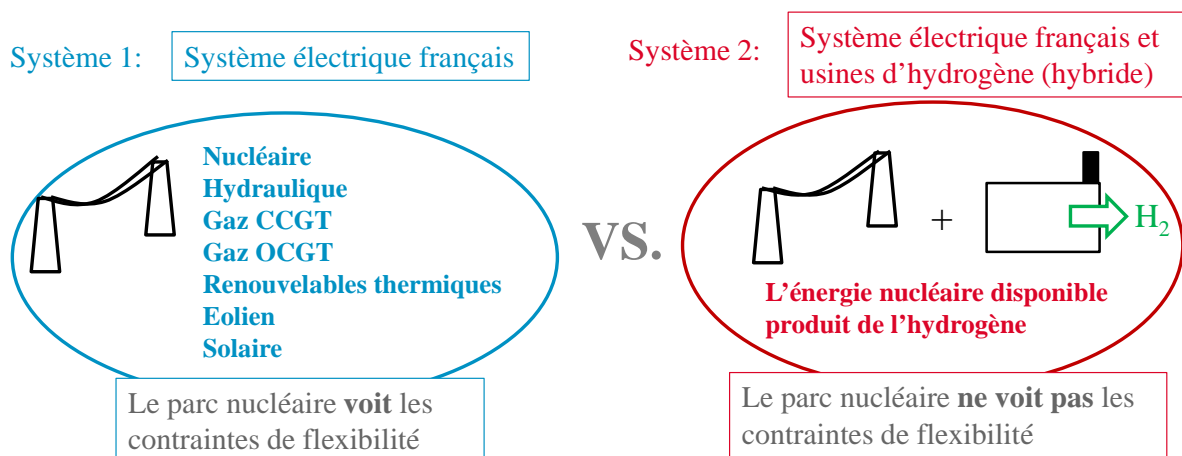 Système 1:
Système électrique français
Nucléaire
Hydraulique
Gaz CCGT
Gaz OCGT
Renouvelables thermiques
Eolien
Solaire
Le parc nucléaire voit les
contraintes de flexibilité
VS.
Système 2:
Système électrique français et
usines d’hydrogène (hybride)
+
H₂
L’énergie nucléaire disponible
produit de l’hydrogène
Le parc nucléaire ne voit pas les
contraintes de flexibilité